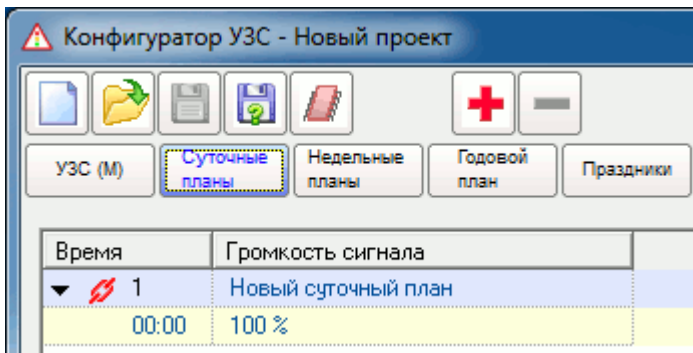 Конфигуратор УЗС - Новый проект
УЗС (М)
Суточные
планы
Недельные
планы
Годовой
план
Праздники
Время Громкость сигнала
1 Новый суточный план
00:00 100 %